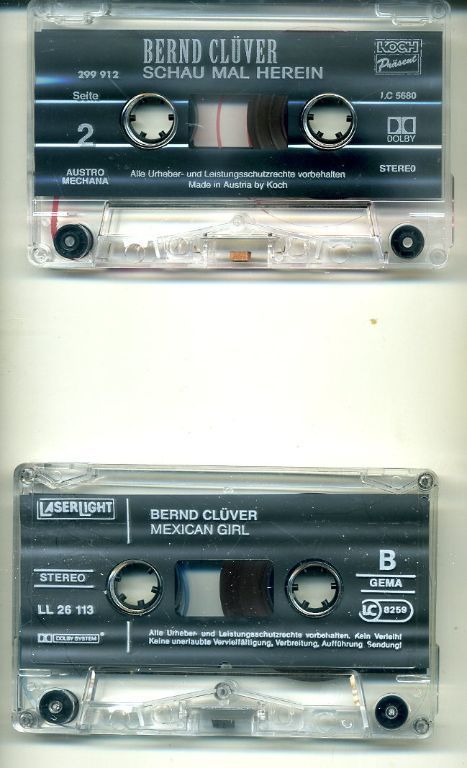 BERND CLÜVER
SCHAU MAL HEREIN
KOCH
Präsent
299 912
LC 5680
Seite
2
DOLBY
AUSTRO
MECHANA
STEREO
Alle Urheber- und Leistungsschutzrechte vorbehalten
Made in Austria by Koch
LASERLIGHT
BERND CLÜVER
MEXICAN GIRL
STEREO
B
GEMA
LL 26 113
LC 8259
DOLBY SYSTEM
Alle Urheber- und Leistungsschutzrechte vorbehalten. Kein Verleih!
Keine unerlaubte Vervielfältigung, Verbreitung, Aufführung, Sendung!